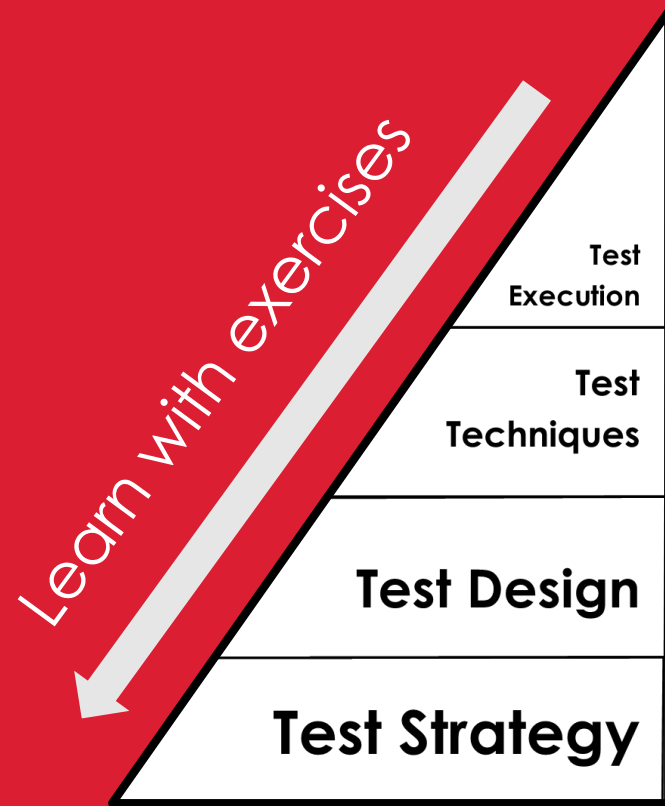 Learn with exercises
Test
Execution
Test
Techniques
Test Design
Test Strategy